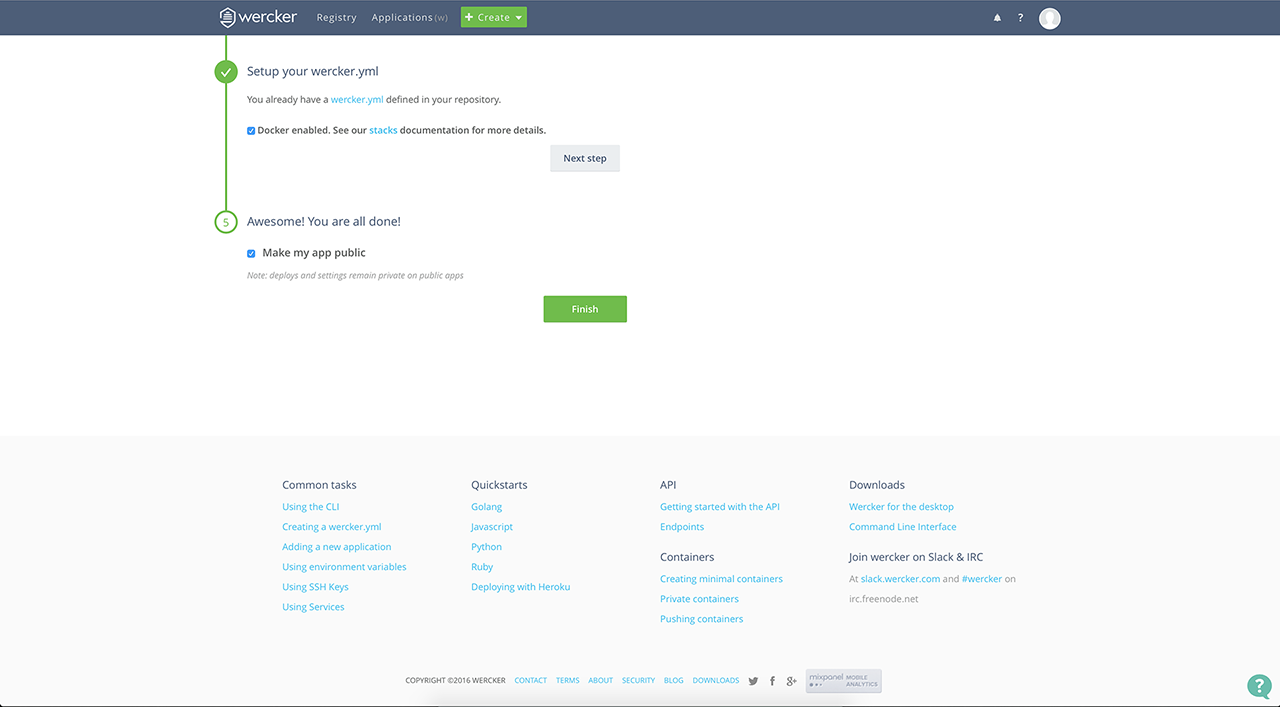 wercker Registry Applications(w) + Create ?
Setup your wercker.yml
You already have a wercker.yml defined in your repository.
Docker enabled. See our stacks documentation for more details.
Next step
5 Awesome! You are all done!
Make my app public
Note: deploys and settings remain private on public apps
Finish
Common tasks
Using the CLI
Creating a wercker.yml
Adding a new application
Using environment variables
Using SSH Keys
Using Services
Quickstarts
Golang
Javascript
Python
Ruby
Deploying with Heroku
API
Getting started with the API
Endpoints
Containers
Creating minimal containers
Private containers
Pushing containers
Downloads
Wercker for the desktop
Command Line Interface
Join wercker on Slack & IRC
At slack.wercker.com and #wercker on
irc.freenode.net
COPYRIGHT ©2016 WERCKER CONTACT TERMS ABOUT SECURITY BLOG DOWNLOADS
mixpanel MOBILE
ANALYTICS
?